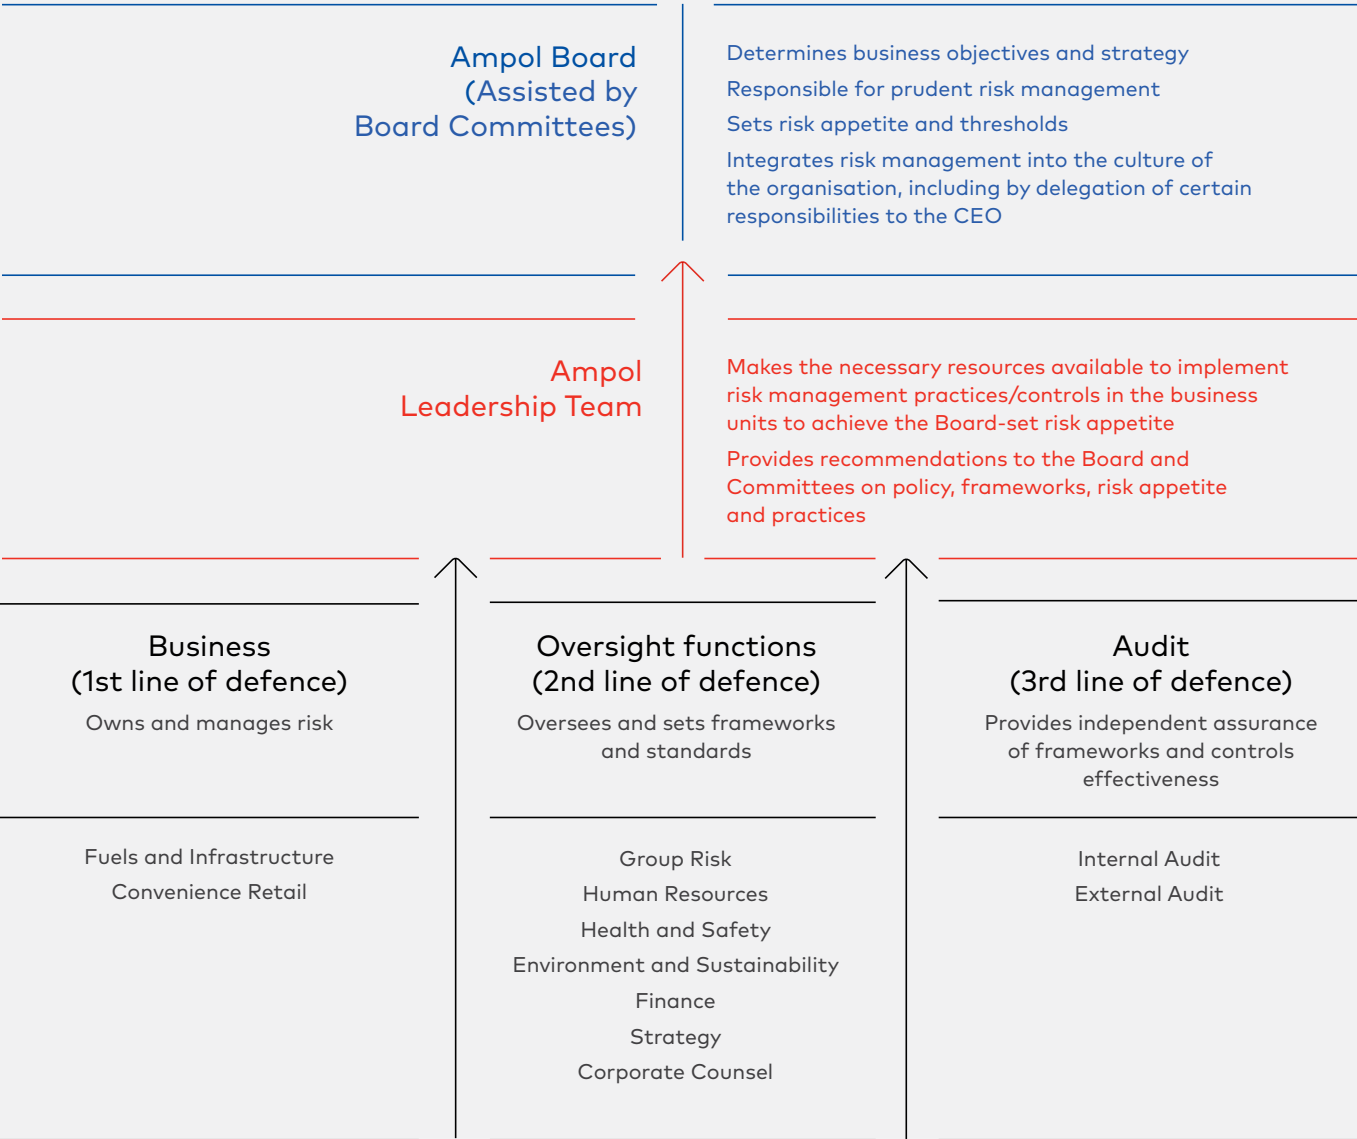 Ampol Board
(Assisted by
Board Committees)
Determines business objectives and strategy
Responsible for prudent risk management
Sets risk appetite and thresholds
Integrates risk management into the culture of
the organisation, including by delegation of certain
responsibilities to the CEO
Ampol
Leadership Team
Makes the necessary resources available to implement
risk management practices/controls in the business
units to achieve the Board-set risk appetite
Provides recommendations to the Board and
Committees on policy, frameworks, risk appetite
and practices
Business
(1st line of defence)
Owns and manages risk
Fuels and Infrastructure
Convenience Retail
Oversight functions
(2nd line of defence)
Oversees and sets frameworks
and standards
Group Risk
Human Resources
Health and Safety
Environment and Sustainability
Finance
Strategy
Corporate Counsel
Audit
(3rd line of defence)
Provides independent assurance
of frameworks and controls
effectiveness
Internal Audit
External Audit